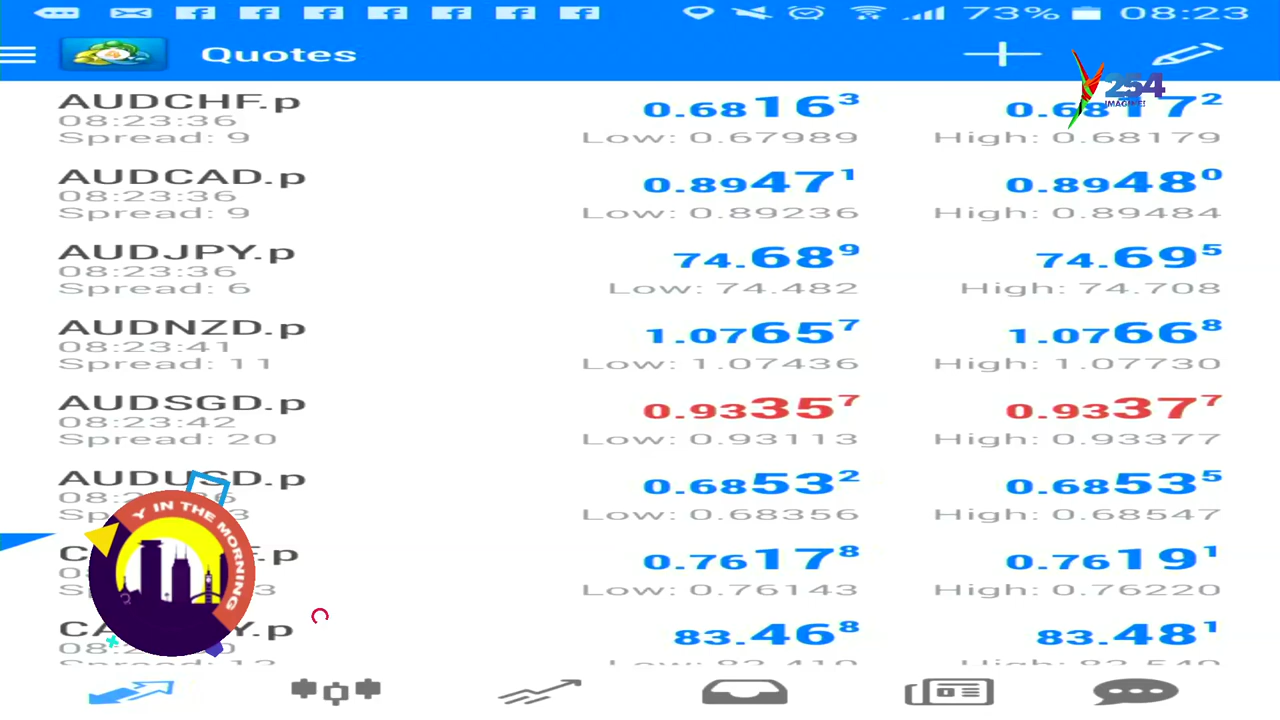 73% 08:23
Quotes
Y254
IMAGINE!
AUDCHF.p
08:23:36
Spread: 9
0.68163
Low: 0.67989
0.68172
High: 0.68179
AUDCAD.p
08:23:36
Spread: 9
0.89471
Low: 0.89236
0.89480
High: 0.89484
AUDJPY.p
08:23:36
Spread: 6
74.689
Low: 74.482
74.695
High: 74.708
AUDNZD.p
08:23:41
Spread: 11
1.07657
Low: 1.07436
1.07668
High: 1.07730
AUDSGD.p
08:23:42
Spread: 20
0.93357
Low: 0.93113
0.93377
High: 0.93377
AUDUSD.p
0.68532
Low: 0.68356
0.68535
High: 0.68547
0.76178
Low: 0.76143
0.76191
High: 0.76220
83.468
83.481
Y IN THE MORNING